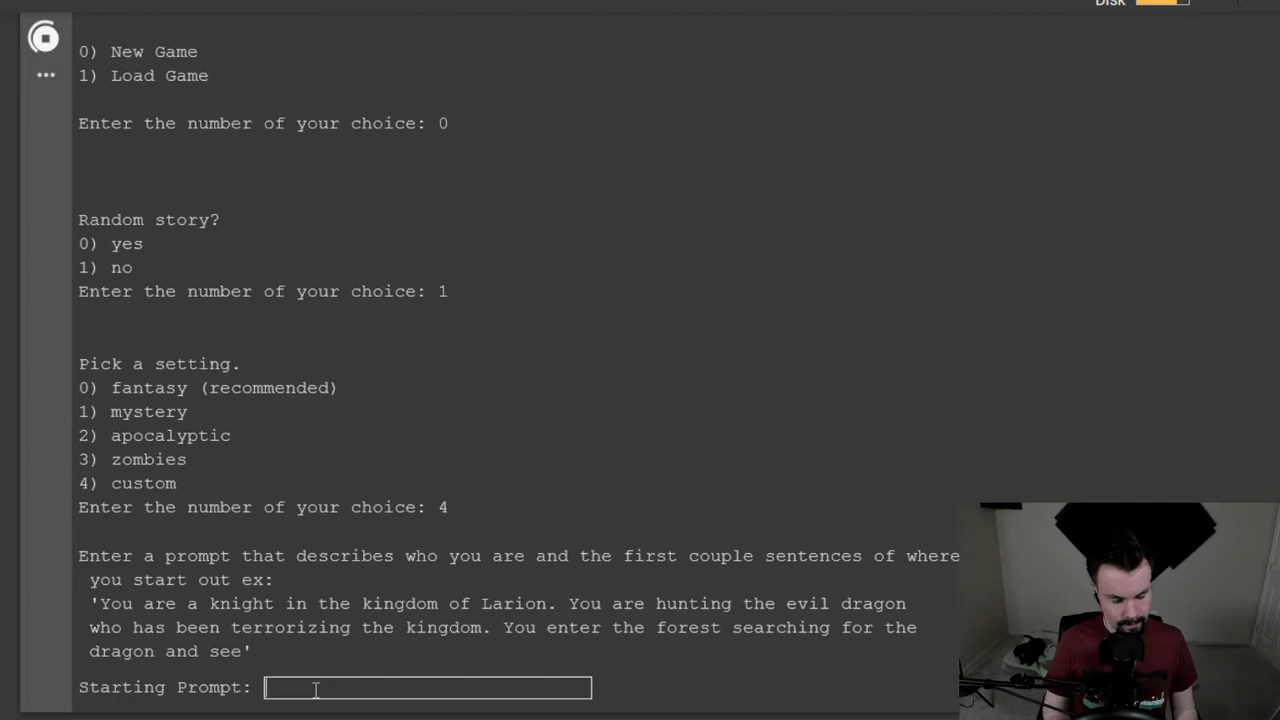 Disk
0) New Game
1) Load Game
Enter the number of your choice: 0
Random story?
0) yes
1) no
Enter the number of your choice: 1
Pick a setting.
0) fantasy (recommended)
1) mystery
2) apocalyptic
3) zombies
4) custom
Enter the number of your choice: 4
Enter a prompt that describes who you are and the first couple sentences of where
you start out ex:
'You are a knight in the kingdom of Larion. You are hunting the evil dragon
who has been terrorizing the kingdom. You enter the forest searching for the
dragon and see'
Starting Prompt: